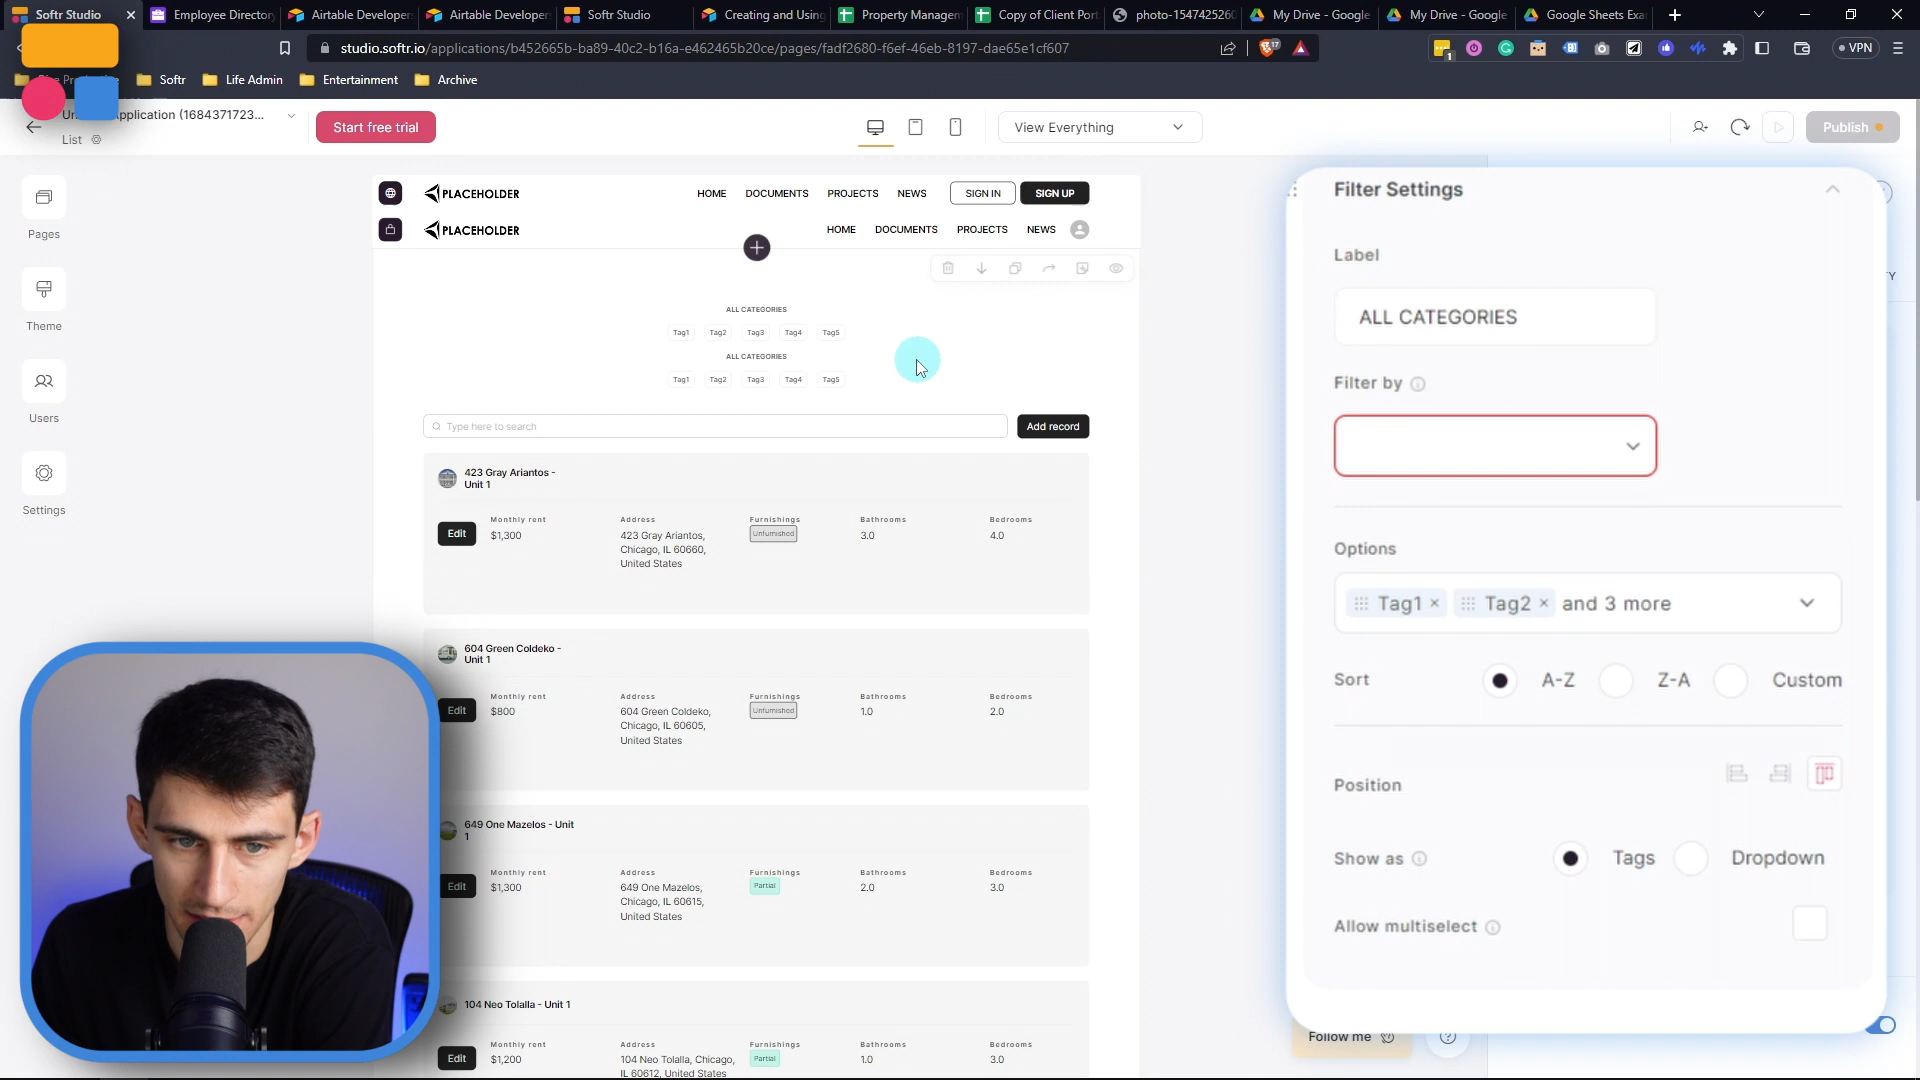 Softr Studio
Employee Director
Airtable Developer
Airtable Developer
Softr Studio
Creating and Using
Property Managem
Copy of Client Port
photo-1547425260
My Drive - Google
My Drive - Google
Google Sheets Exa
studio.softr.io/applications/b452665b-ba89-40c2-b16a-e462465b20ce/pages/fadf2680-f6ef-46eb-8197-dae65e1cf607
17
1
VPN
Softr
Life Admin
Entertainment
Archive
pplication (1684371723...
List
Start free trial
View Everything
Publish
Pages
Theme
Users
Settings
PLACEHOLDER
HOME DOCUMENTS PROJECTS NEWS SIGN IN SIGN UP
PLACEHOLDER
HOME DOCUMENTS PROJECTS NEWS
ALL CATEGORIES
Tag1 Tag2 Tag3 Tag4 Tag5
ALL CATEGORIES
Tag1 Tag2 Tag3 Tag4 Tag5
Type here to search
Add record
423 Gray Ariantos -
Unit 1
Monthly rent Address Furnishings Bathrooms Bedrooms
Edit $1,300 423 Gray Ariantos, Unfurnished 3.0 4.0
Chicago, IL 60660,
United States
604 Green Coldeko -
Unit 1
Monthly rent Address Furnishings Bathrooms Bedrooms
Edit $800 604 Green Coldeko, Unfurnished 1.0 2.0
Chicago, IL 60605,
United States
649 One Mazelos - Unit
1
Monthly rent Address Furnishings Bathrooms Bedrooms
Edit $1,300 649 One Mazelos, Partial 2.0 3.0
Chicago, IL 60615,
United States
104 Neo Tolalla - Unit 1
Monthly rent Address Furnishings Bathrooms Bedrooms
Edit $1,200 104 Neo Tolalla, Chicago, Partial 1.0 3.0
IL 60612, United States
Filter Settings
Label
ALL CATEGORIES
Filter by
Options
Tag1 × Tag2 × and 3 more
Sort A-Z Z-A Custom
Position
Show as Tags Dropdown
Allow multiselect
Follow me